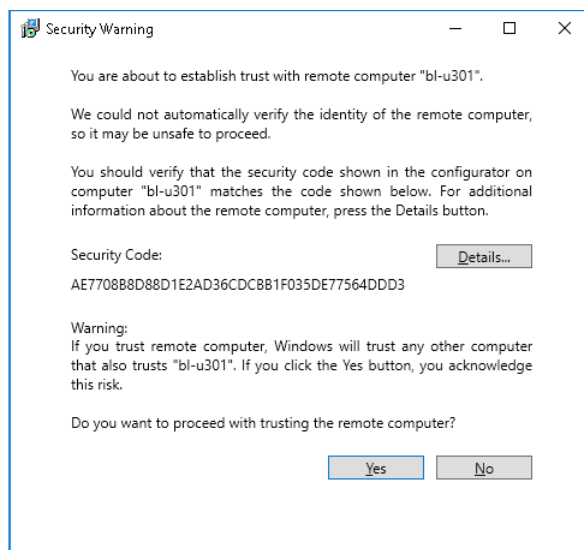 Security Warning
You are about to establish trust with remote computer "bl-u301".
We could not automatically verify the identity of the remote computer,
so it may be unsafe to proceed.
You should verify that the security code shown in the configurator on
computer "bl-u301" matches the code shown below. For additional
information about the remote computer, press the Details button.
Security Code:
Details...
AE7708B8D88D1E2AD36CDCBB1F035DE77564DDD3
Warning:
If you trust remote computer, Windows will trust any other computer
that also trusts "bl-u301". If you click the Yes button, you acknowledge
this risk.
Do you want to proceed with trusting the remote computer?
Yes
No